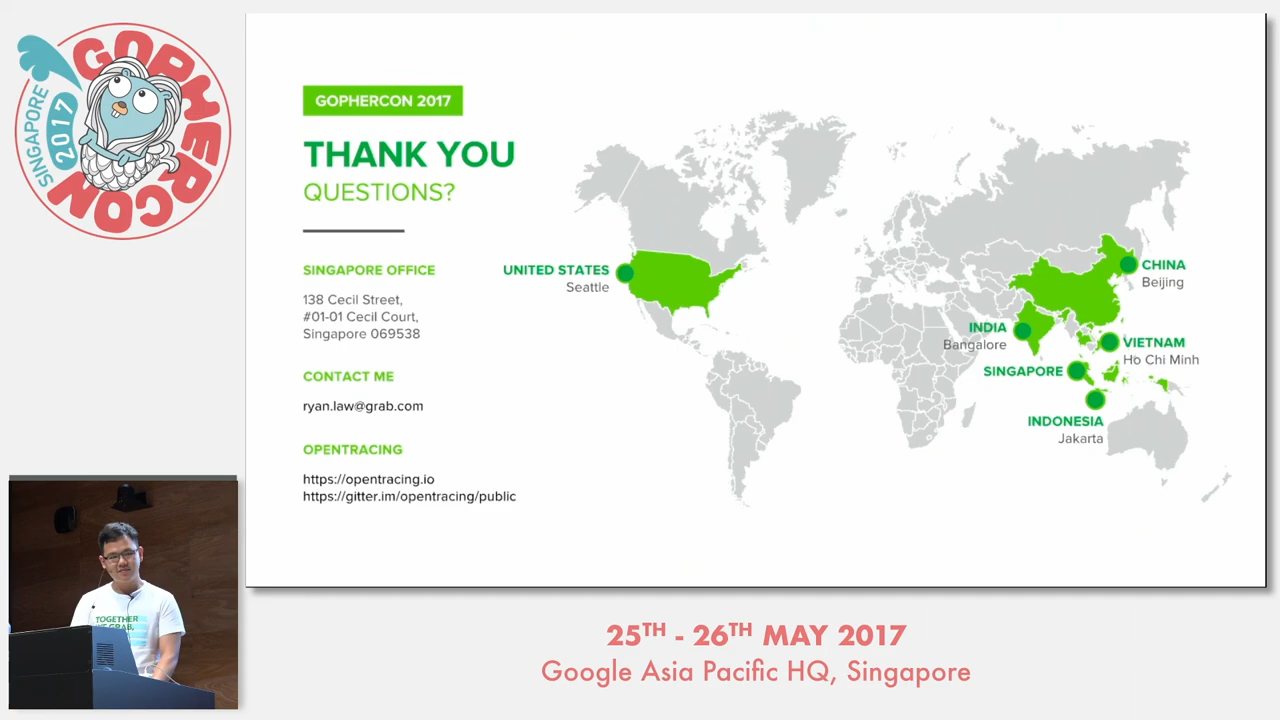 GOPHERCON
SINGAPORE 2017
GOPHERCON 2017
THANK YOU
QUESTIONS?
SINGAPORE OFFICE
138 Cecil Street,
#01-01 Cecil Court,
Singapore 069538
CONTACT ME
ryan.law@grab.com
OPENTRACING
https://opentracing.io
https://gitter.im/opentracing/public
UNITED STATES
Seattle
CHINA
Beijing
INDIA
Bangalore
VIETNAM
Ho Chi Minh
SINGAPORE
INDONESIA
Jakarta
TOGETHER
WE GRAB.
25TH - 26TH MAY 2017
Google Asia Pacific HQ, Singapore